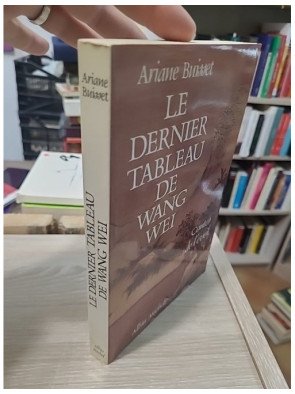 Ariane
Buisset
LE DERNIER TABLEAU
DE WANG WEI
Ariane Buisset
LE
DERNIER
TABLEAU
DE
WANG
WEI